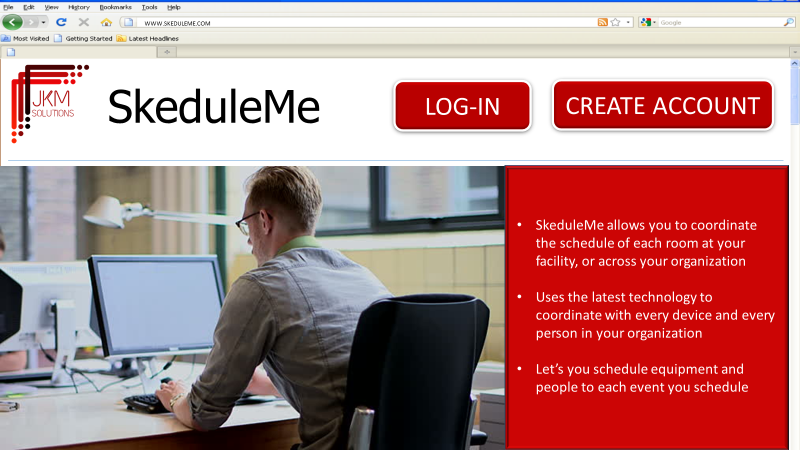 File Edit View History Bookmarks Tools Help
WWW.SKEDULEME.COM
Google
Most Visited Getting Started Latest Headlines
JKM
SOLUTIONS
SkeduleMe
LOG-IN
CREATE ACCOUNT
• SkeduleMe allows you to coordinate
the schedule of each room at your
facility, or across your organization
• Uses the latest technology to
coordinate with every device and every
person in your organization
• Let's you schedule equipment and
people to each event you schedule